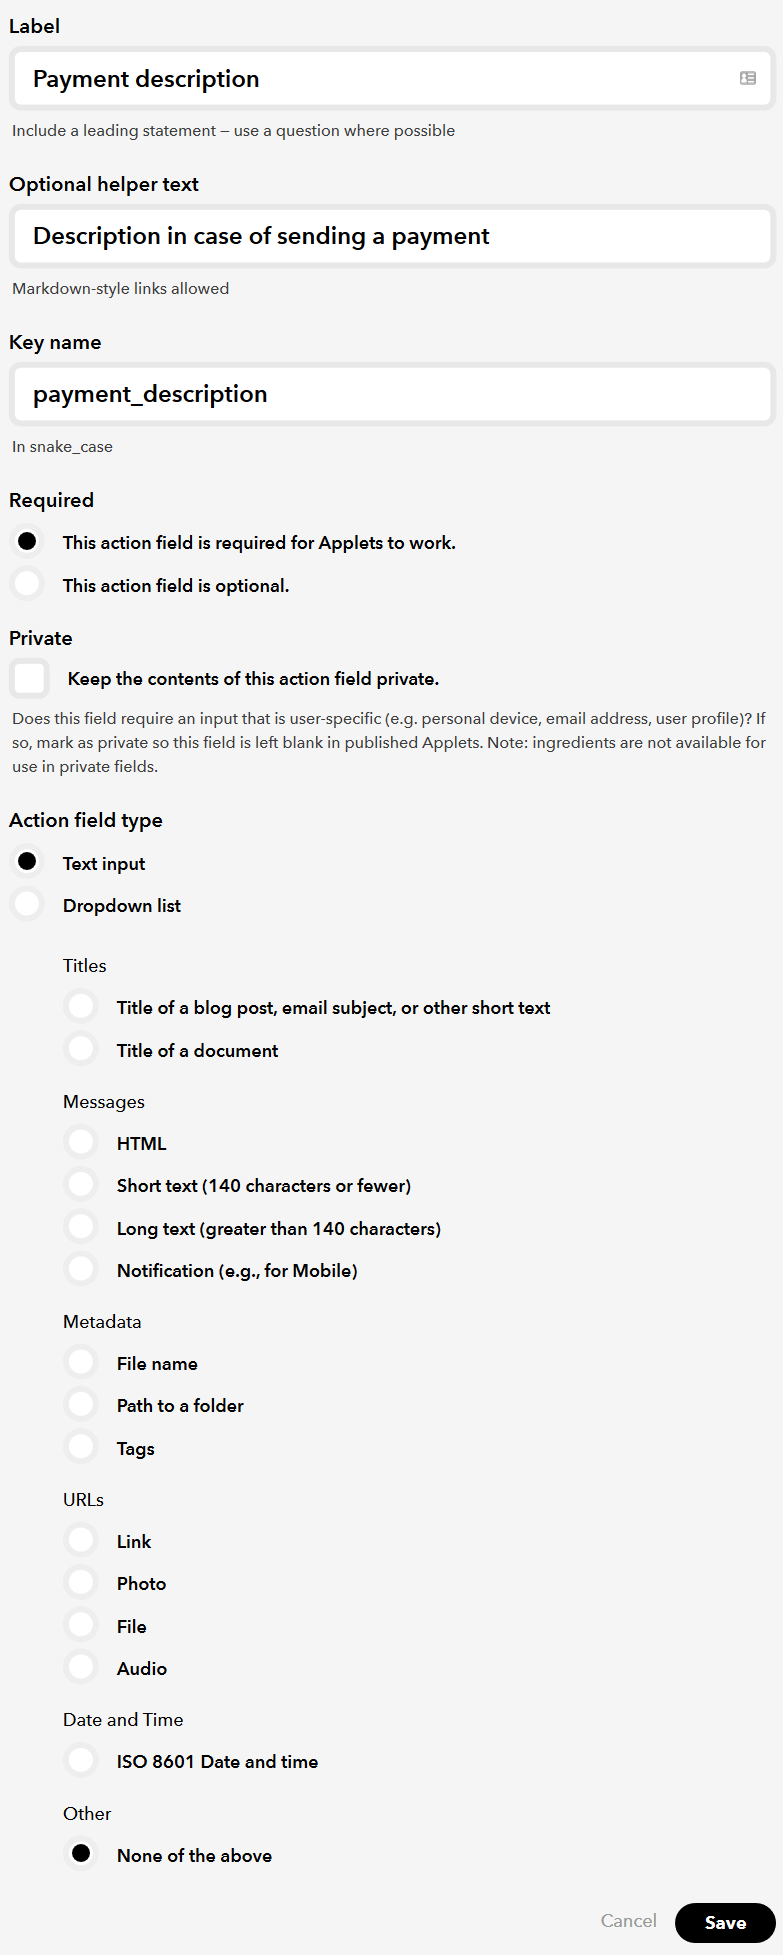 Label
Payment description
Include a leading statement – use a question where possible
Optional helper text
Description in case of sending a payment
Markdown-style links allowed
Key name
payment_description
In snake_case
Required
This action field is required for Applets to work.
This action field is optional.
Private
Keep the contents of this action field private.
Does this field require an input that is user-specific (e.g. personal device, email address, user profile)? If
so, mark as private so this field is left blank in published Applets. Note: ingredients are not available for
use in private fields.
Action field type
Text input
Dropdown list
Titles
Title of a blog post, email subject, or other short text
Title of a document
Messages
HTML
Short text (140 characters or fewer)
Long text (greater than 140 characters)
Notification (e.g., for Mobile)
Metadata
File name
Path to a folder
Tags
URLs
Link
Photo
File
Audio
Date and Time
ISO 8601 Date and time
Other
None of the above
Cancel Save